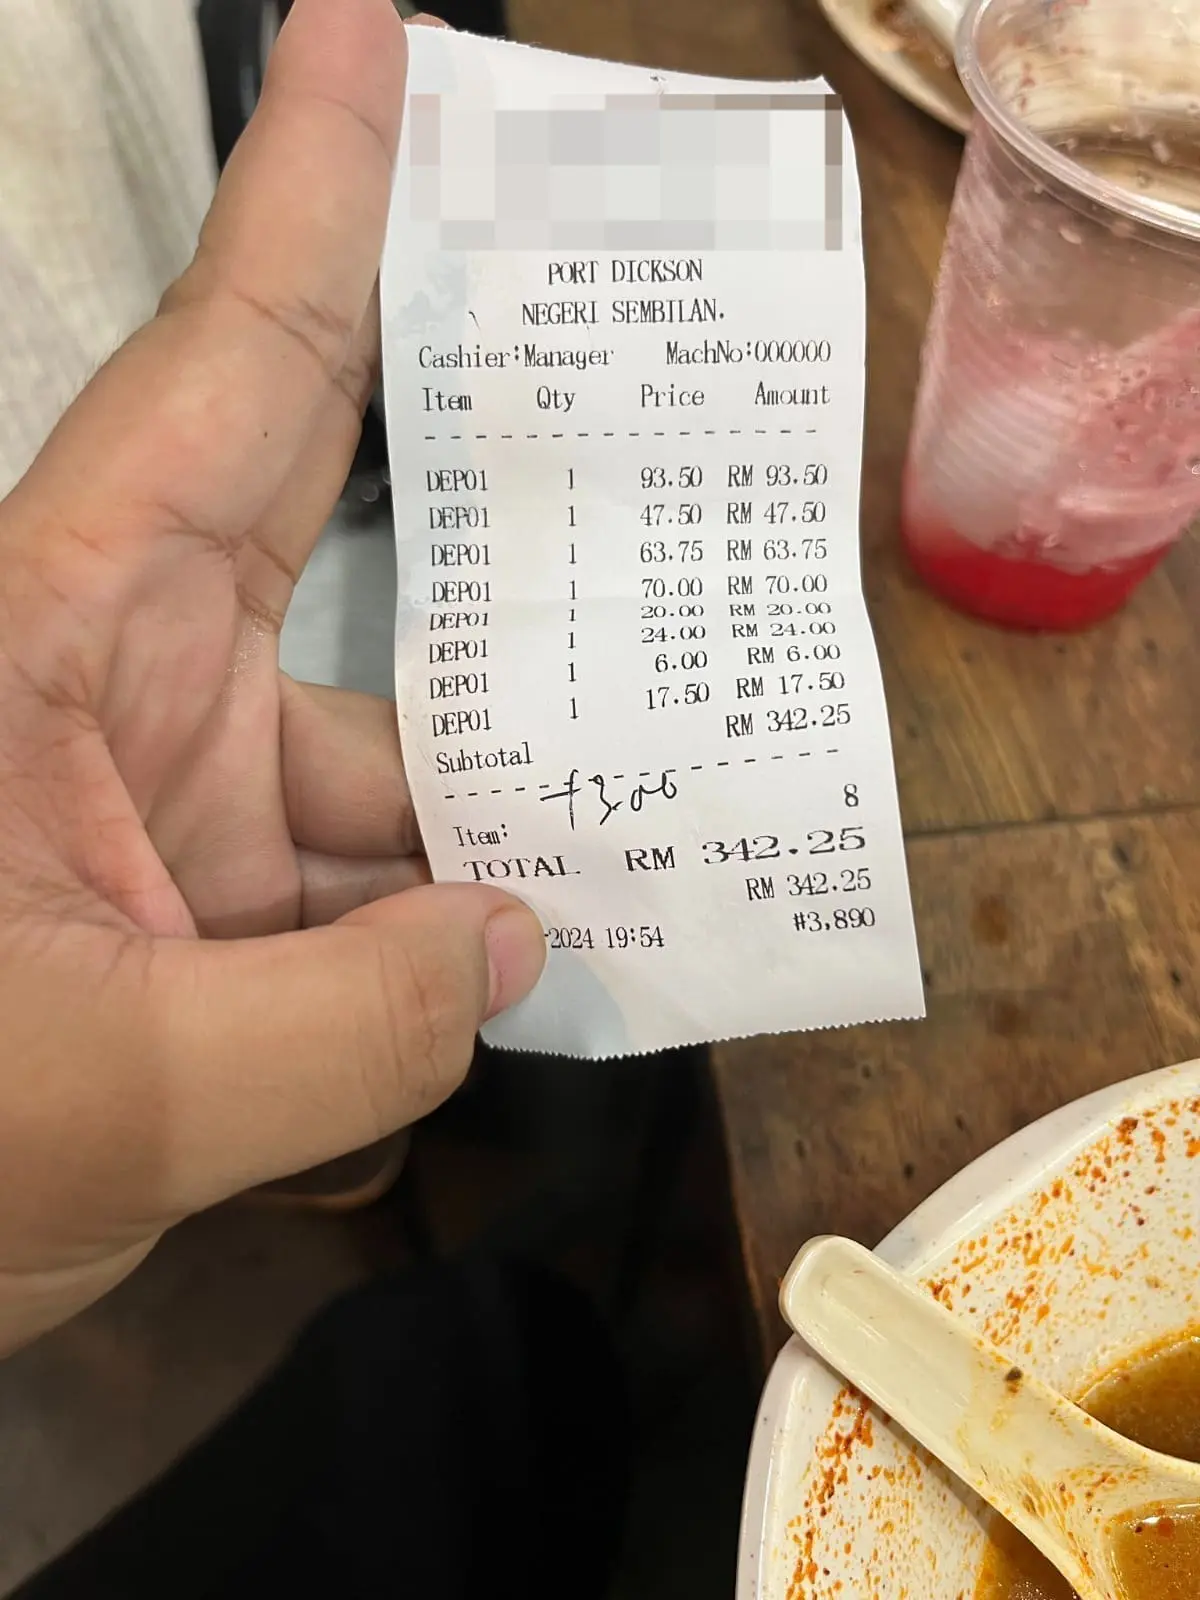 PORT DICKSON
NEGERI SEMBILAN.
Cashier:Manager MachNo:000000
Item Qty Price Amount
DEP01 1 93.50 RM 93.50
DEP01 1 47.50 RM 47.50
DEP01 1 63.75 RM 63.75
DEP01 1 70.00 RM 70.00
DEP01 1 20.00 RM 20.00
DEP01 1 24.00 RM 24.00
DEP01 1 6.00 RM 6.00
DEP01 1 17.50 RM 17.50
Subtotal RM 342.25
+3.00
Item: 8
TOTAL RM 342.25
RM 342.25
-2024 19:54 #3,890